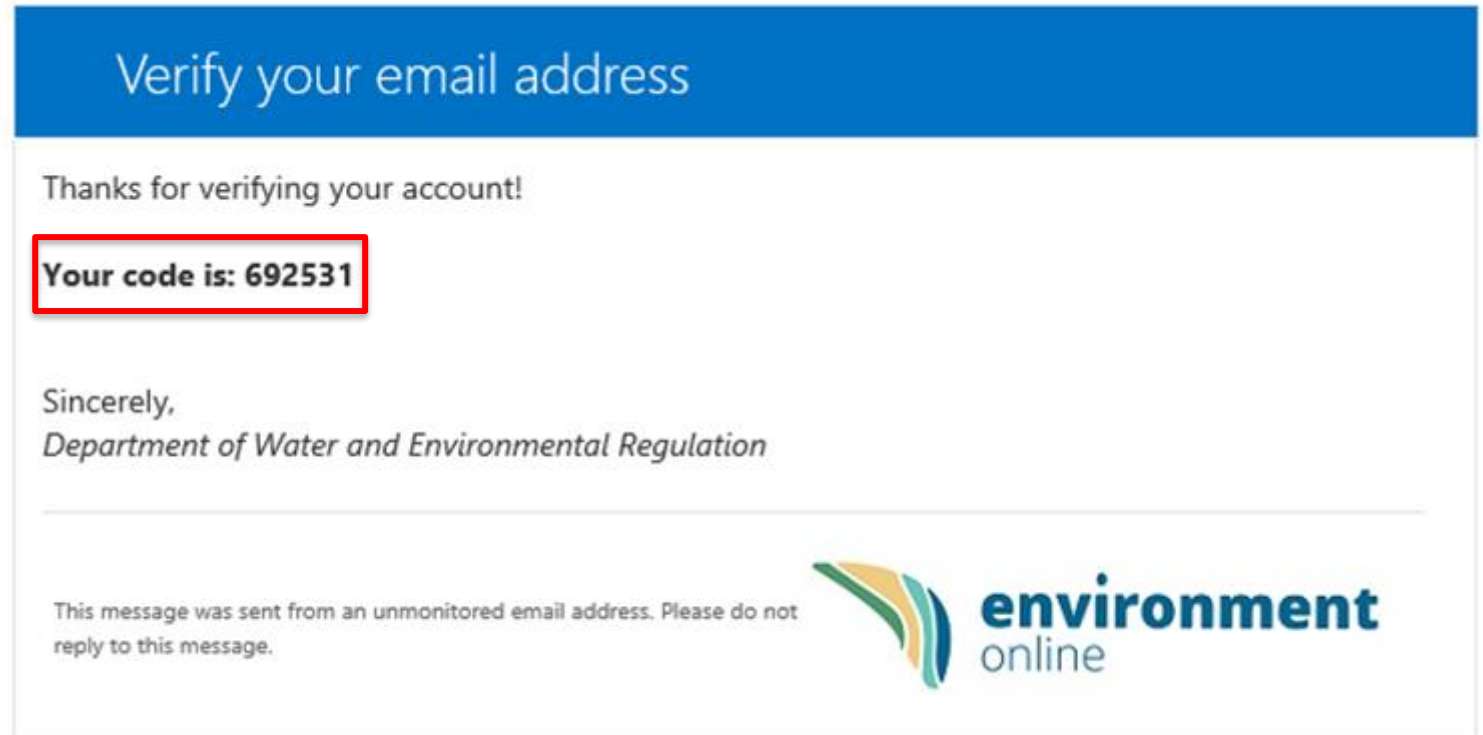 Verify your email address
Thanks for verifying your account!
Your code is: 692531
Sincerely,
Department of Water and Environmental Regulation
This message was sent from an unmonitored email address. Please do not
reply to this message.
environment
online